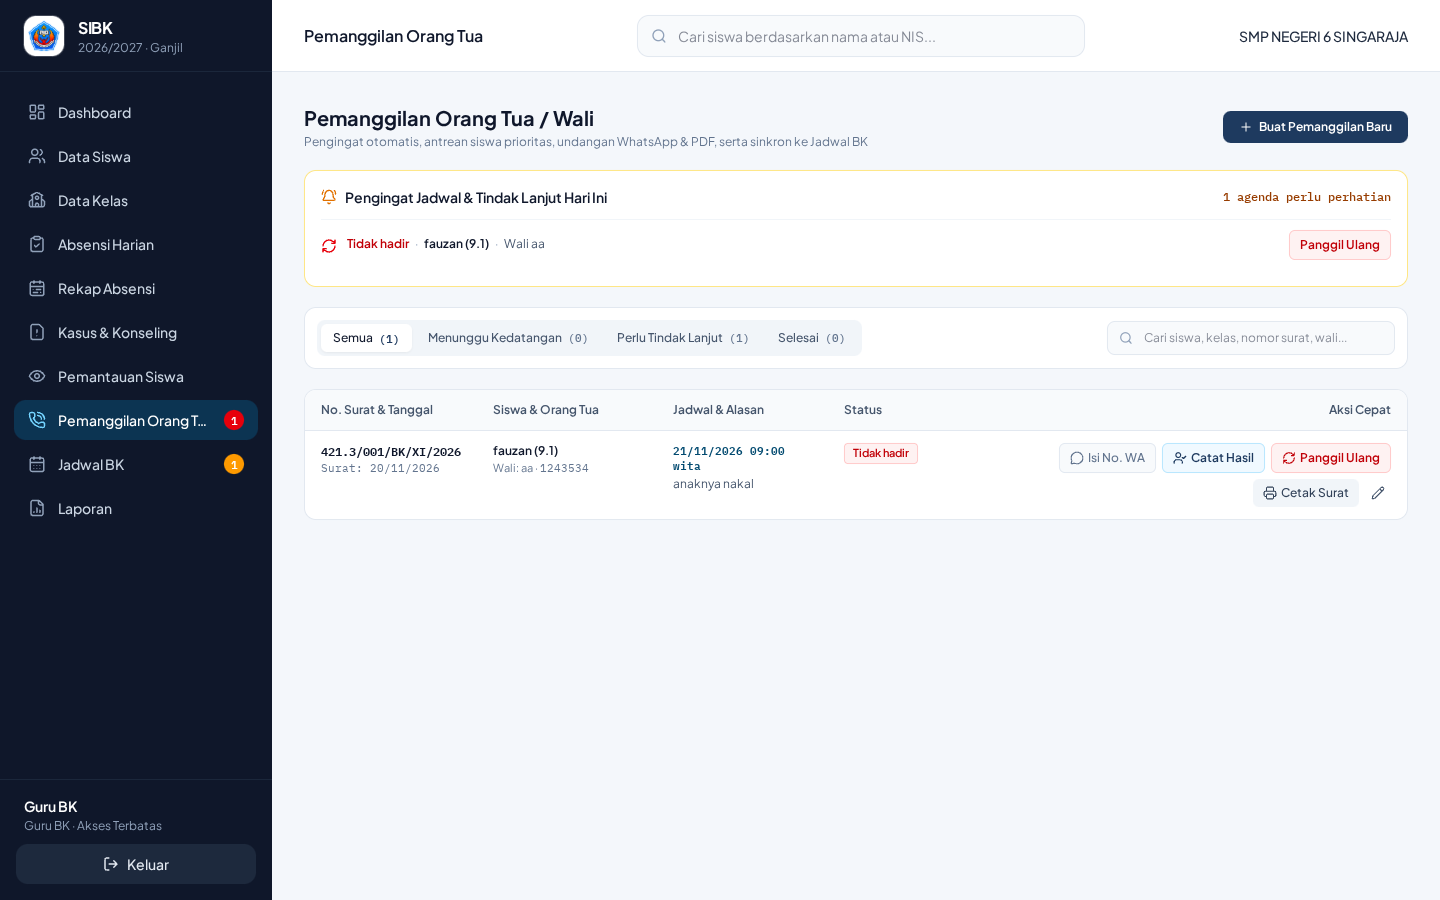 SIBK
2026/2027 · Ganjil
Dashboard
Data Siswa
Data Kelas
Absensi Harian
Rekap Absensi
Kasus & Konseling
Pemantauan Siswa
Pemanggilan Orang T... 1
Jadwal BK 1
Laporan
Guru BK
Guru BK · Akses Terbatas
Keluar
Pemanggilan Orang Tua
Cari siswa berdasarkan nama atau NIS...
SMP NEGERI 6 SINGARAJA
Pemanggilan Orang Tua / Wali
Pengingat otomatis, antrean siswa prioritas, undangan WhatsApp & PDF, serta sinkron ke Jadwal BK
Buat Pemanggilan Baru
Pengingat Jadwal & Tindak Lanjut Hari Ini
1 agenda perlu perhatian
Tidak hadir · fauzan (9.1) · Wali aa
Panggil Ulang
Semua (1) Menunggu Kedatangan (0) Perlu Tindak Lanjut (1) Selesai (0)
Cari siswa, kelas, nomor surat, wali...
No. Surat & Tanggal Siswa & Orang Tua Jadwal & Alasan Status Aksi Cepat
421.3/001/BK/XI/2026
Surat: 20/11/2026
fauzan (9.1)
Wali: aa · 1243534
21/11/2026 09:00
wita
anaknya nakal
Tidak hadir
Isi No. WA Catat Hasil Panggil Ulang
Cetak Surat